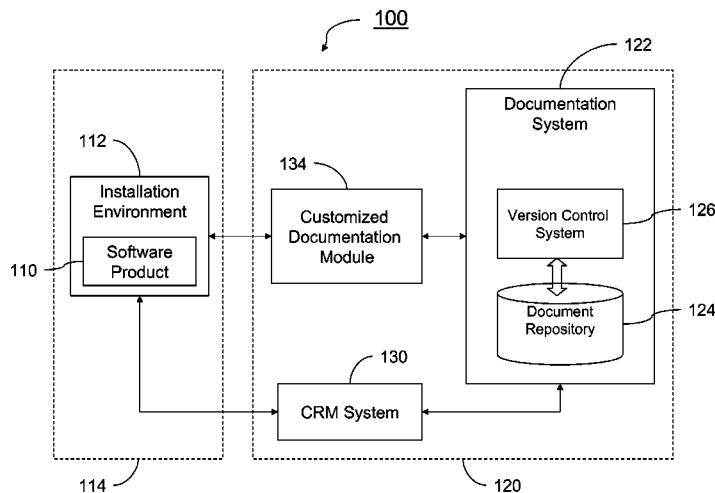 100
122
Documentation
System
112
134
Installation
Environment
Customized
Documentation
Module
Version Control
System
126
110
Software
Product
Document
Repository
124
130
CRM System
114
120